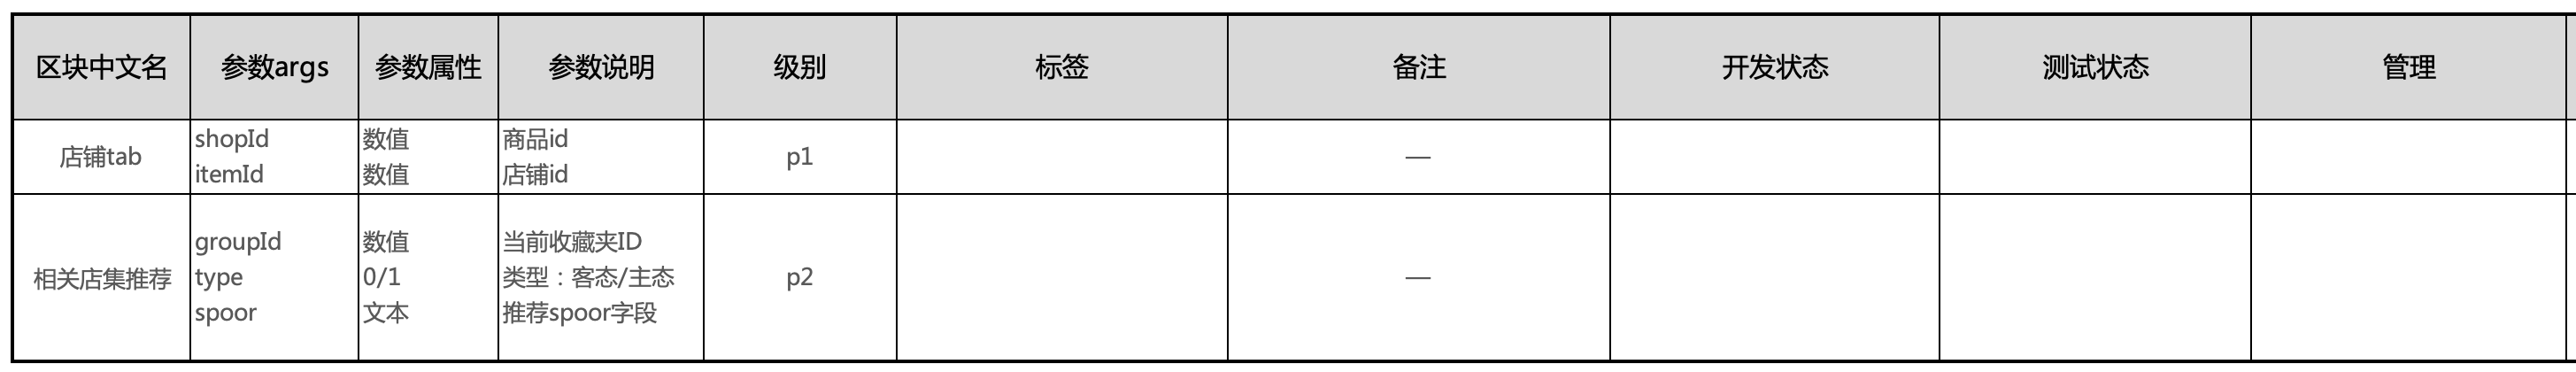 区块中文名 参数args 参数属性 参数说明 级别 标签 备注 开发状态 测试状态 管理
店铺tab shopId 数值 商品id p1 —
itemId 数值 店铺id
groupId 数值 当前收藏夹ID
相关店集推荐 type 0/1 类型：客态/主态 p2 —
spoor 文本 推荐spoor字段